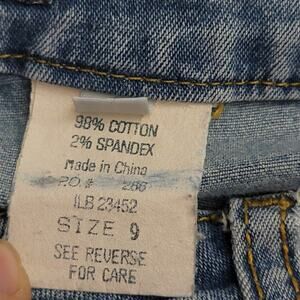 98% COTTON
2% SPANDEX
Made in China
P.O.# 286
ILB 23452
SIZE 9
SEE REVERSE
FOR CARE